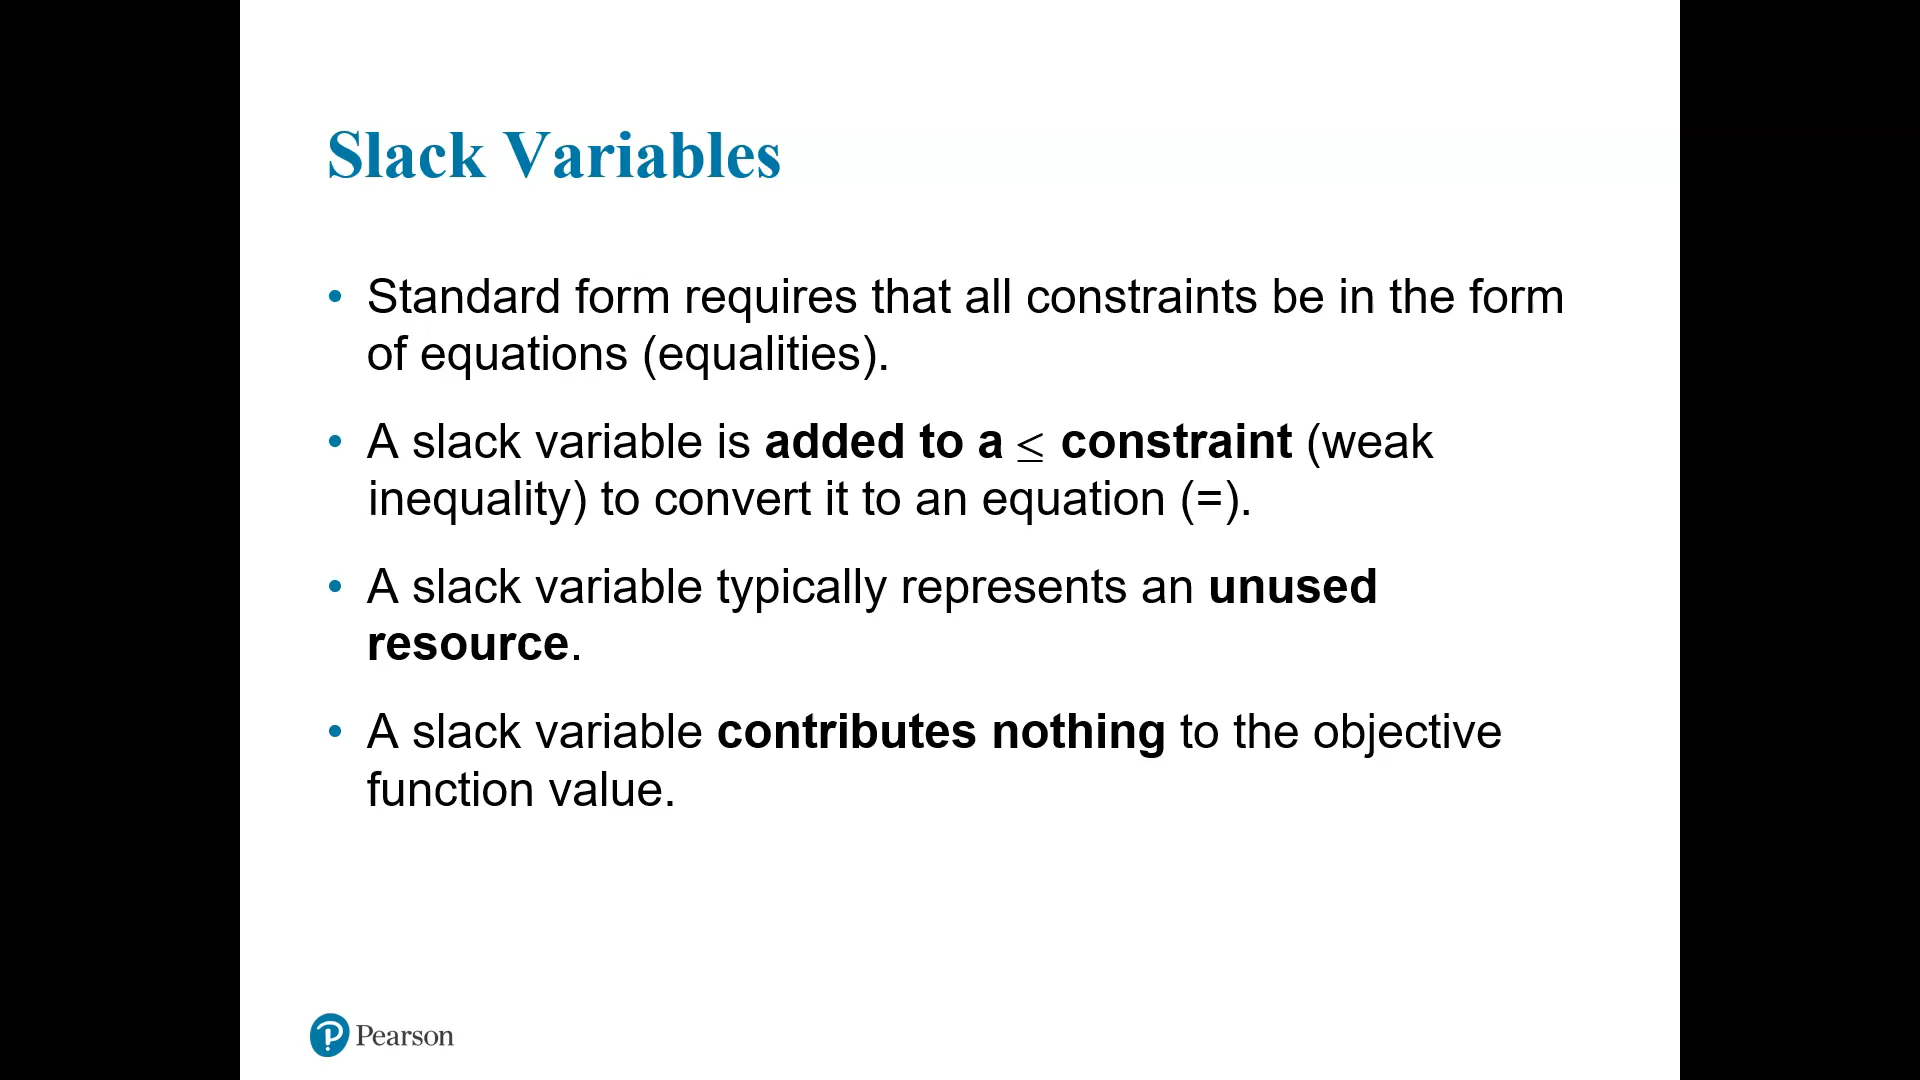 Slack Variables
• Standard form requires that all constraints be in the form
of equations (equalities).
• A slack variable is added to a ≤ constraint (weak
inequality) to convert it to an equation (=).
• A slack variable typically represents an unused
resource.
• A slack variable contributes nothing to the objective
function value.
P Pearson